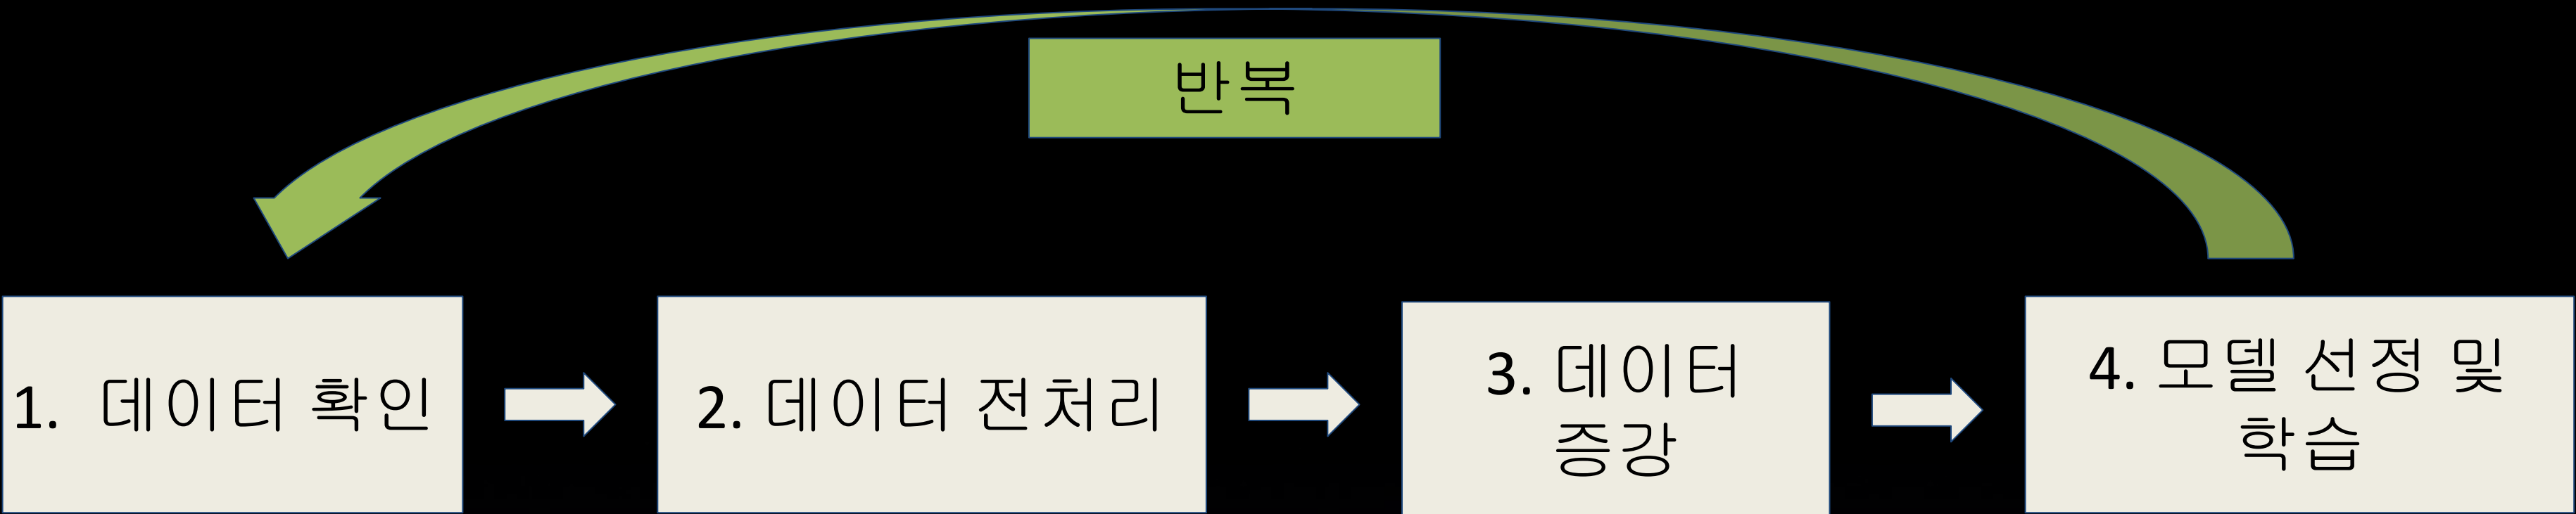 반복
1. 데이터 확인
2. 데이터 전처리
3. 데이터
증강
4. 모델 선정 및
학습